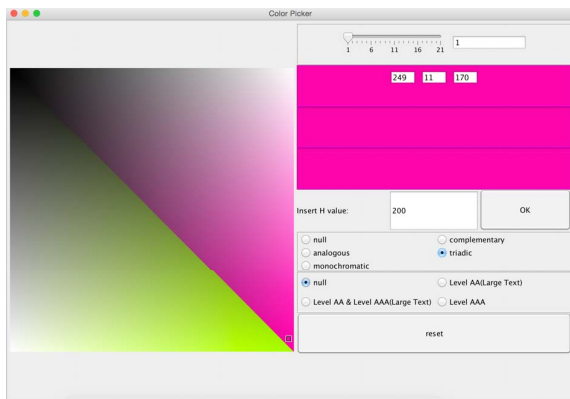 Color Picker
1 6 11 16 21
1
249 11 170
Insert H value: 200 OK
null complementary
analogous triadic
monochromatic
null Level AA(Large Text)
Level AA & Level AAA(Large Text) Level AAA
reset